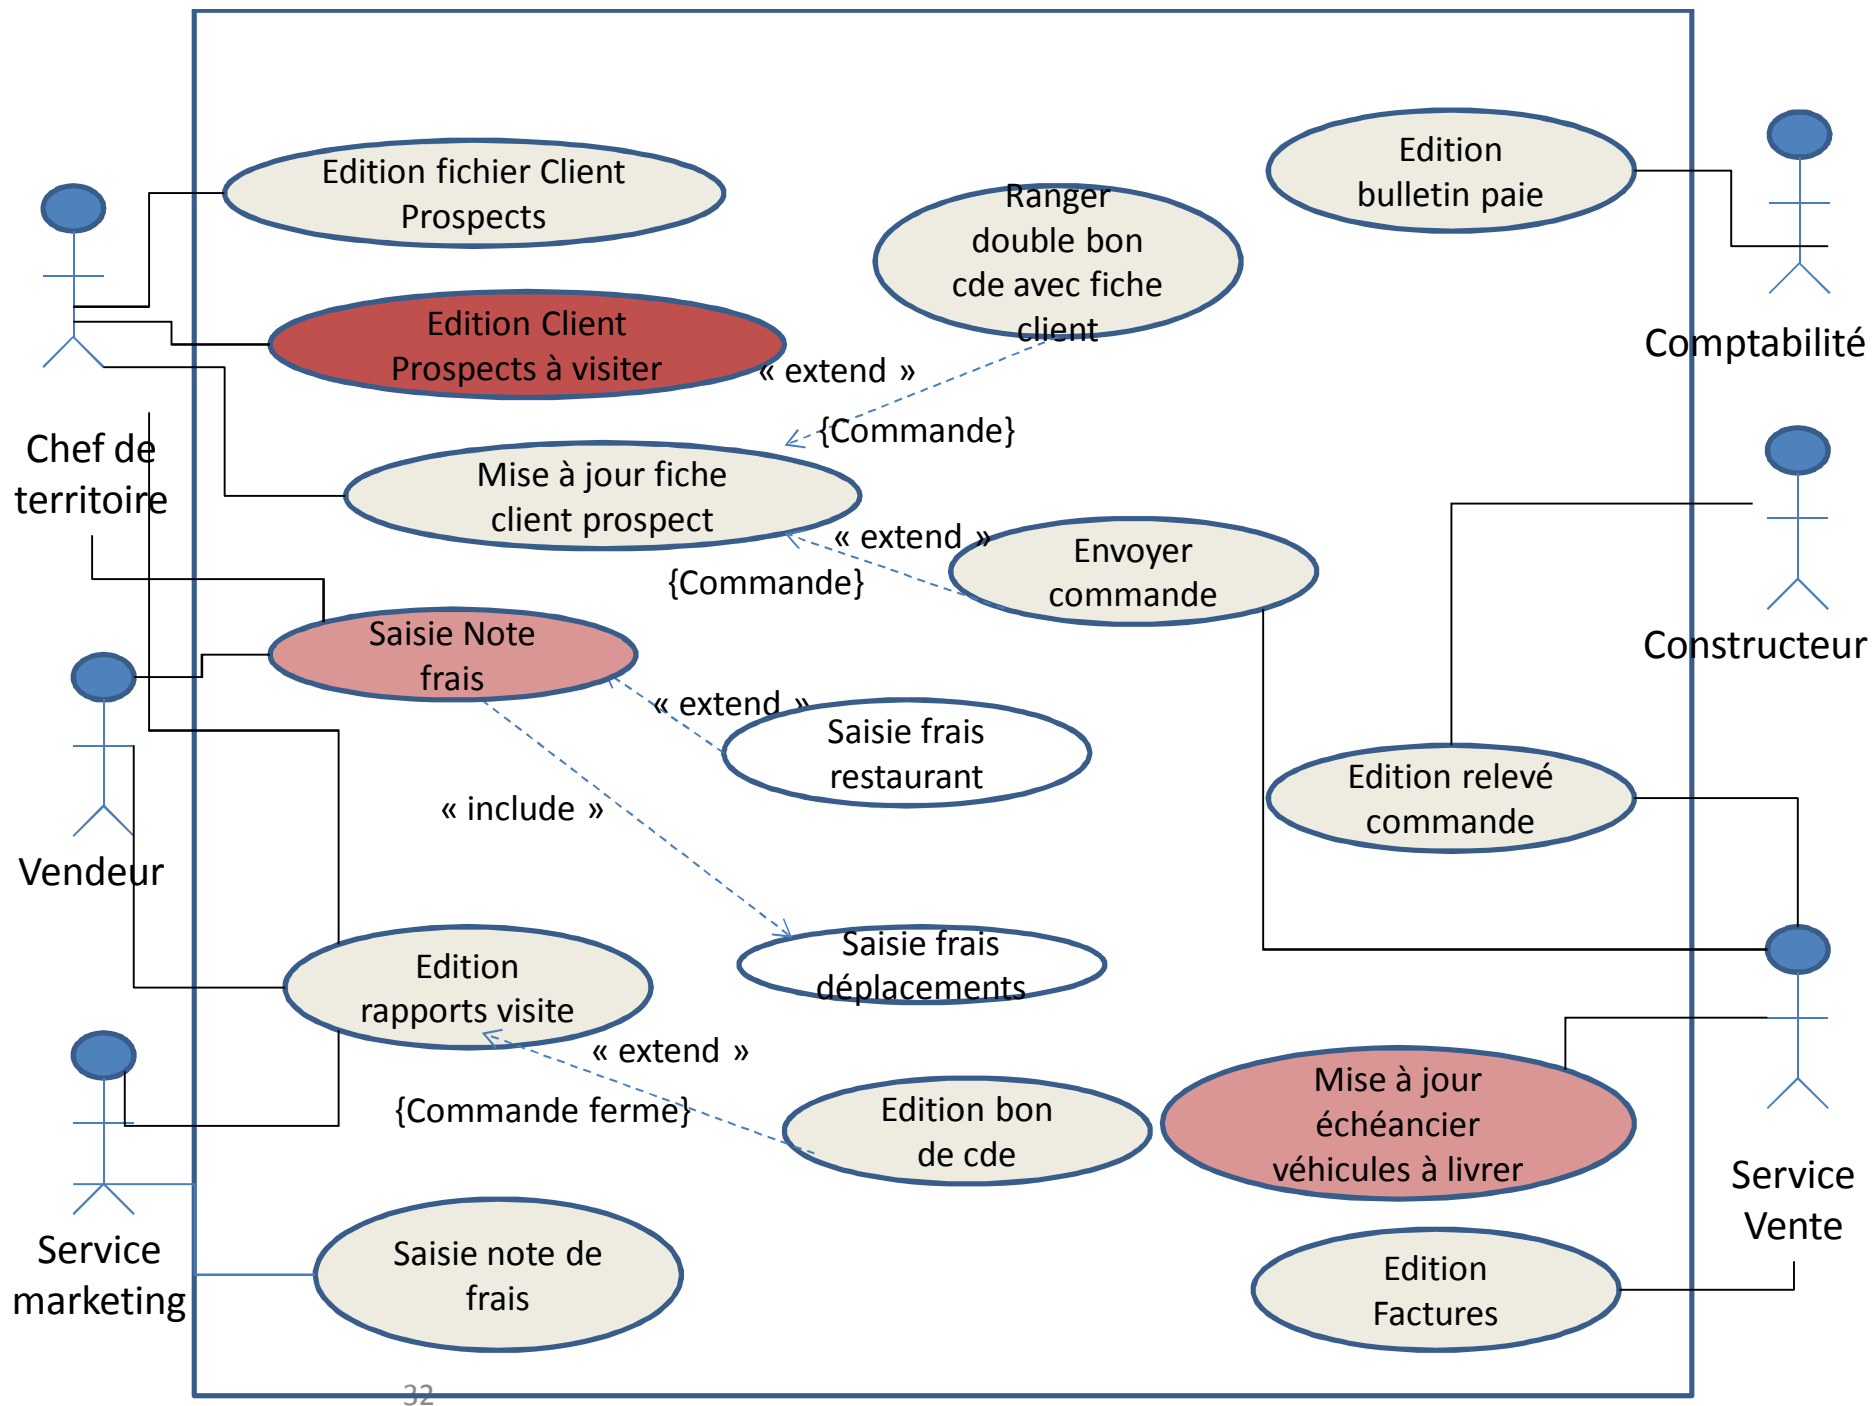 Edition fichier Client
Prospects
Ranger
double bon
cde avec fiche
client
Edition
bulletin paie
Edition Client
Prospects à visiter
« extend »
{Commande}
Comptabilité
Chef de
territoire
Mise à jour fiche
client prospect
« extend »
{Commande}
Envoyer
commande
Constructeur
Saisie Note
frais
« extend »
Saisie frais
restaurant
« include »
Edition relevé
commande
Vendeur
Saisie frais
déplacements
Edition
rapports visite
« extend »
{Commande ferme}
Edition bon
de cde
Mise à jour
échéancier
véhicules à livrer
Service
Vente
Service
marketing
Saisie note de
frais
Edition
Factures
32